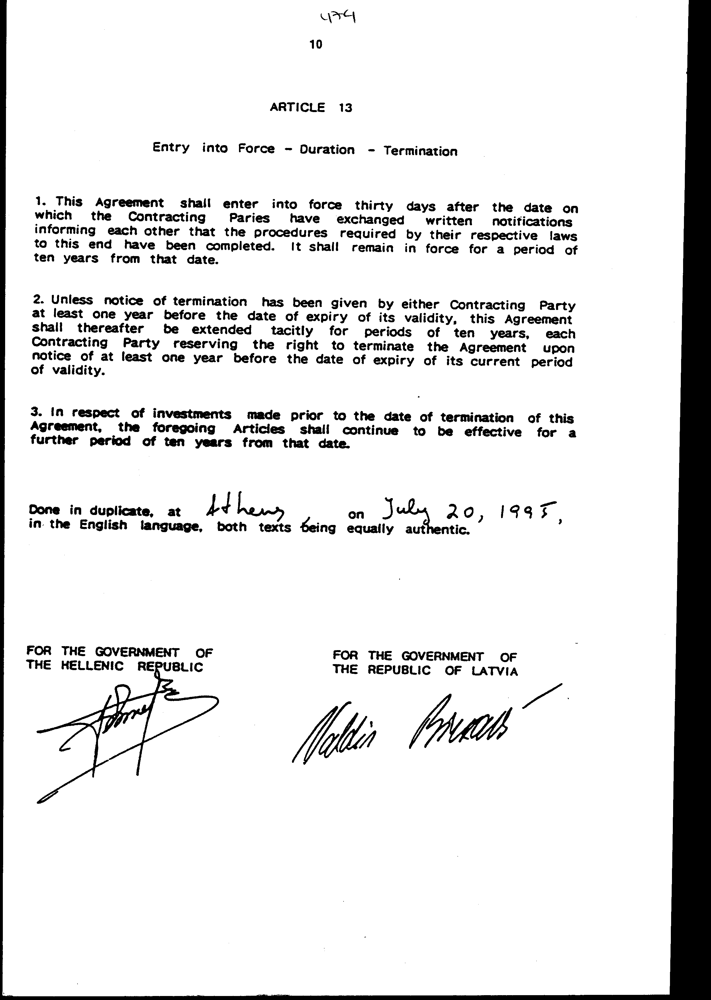 474
10
ARTICLE 13
Entry into Force - Duration - Termination
1. This Agreement shall enter into force thirty days after the date on
which the Contracting Paries have exchanged written notifications
informing each other that the procedures required by their respective laws
to this end have been completed. It shall remain in force for a period of
ten years from that date.
2. Unless notice of termination has been given by either Contracting Party
at least one year before the date of expiry of its validity, this Agreement
shall thereafter be extended tacitly for periods of ten years, each
Contracting Party reserving the right to terminate the Agreement upon
notice of at least one year before the date of expiry of its current period
of validity.
3. In respect of investments made prior to the date of termination of this
Agreement, the foregoing Articles shall continue to be effective for a
further period of ten years from that date.
Done in duplicate, at Athens, on July 20, 1995,
in the English language, both texts being equally authentic.
FOR THE GOVERNMENT OF
THE HELLENIC REPUBLIC
FOR THE GOVERNMENT OF
THE REPUBLIC OF LATVIA